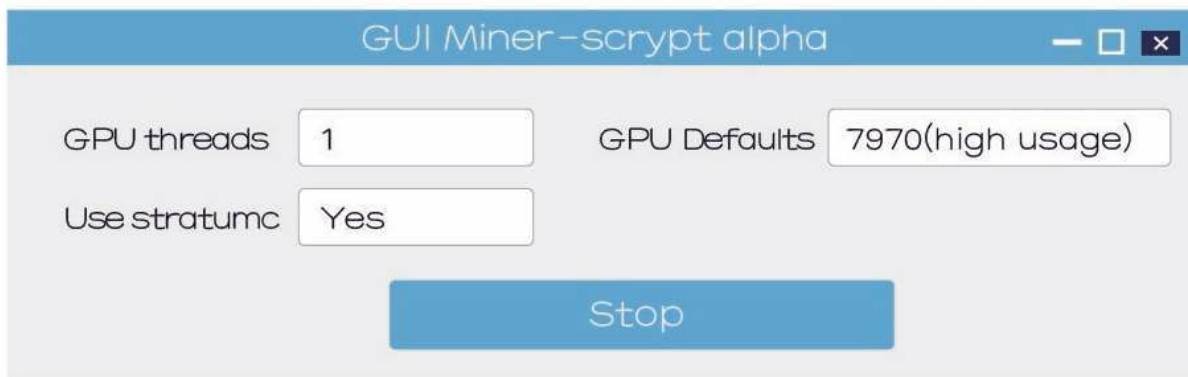 GUI Miner-scrypt alpha
GPU threads 1 GPU Defaults 7970(high usage)
Use stratumc Yes
Stop